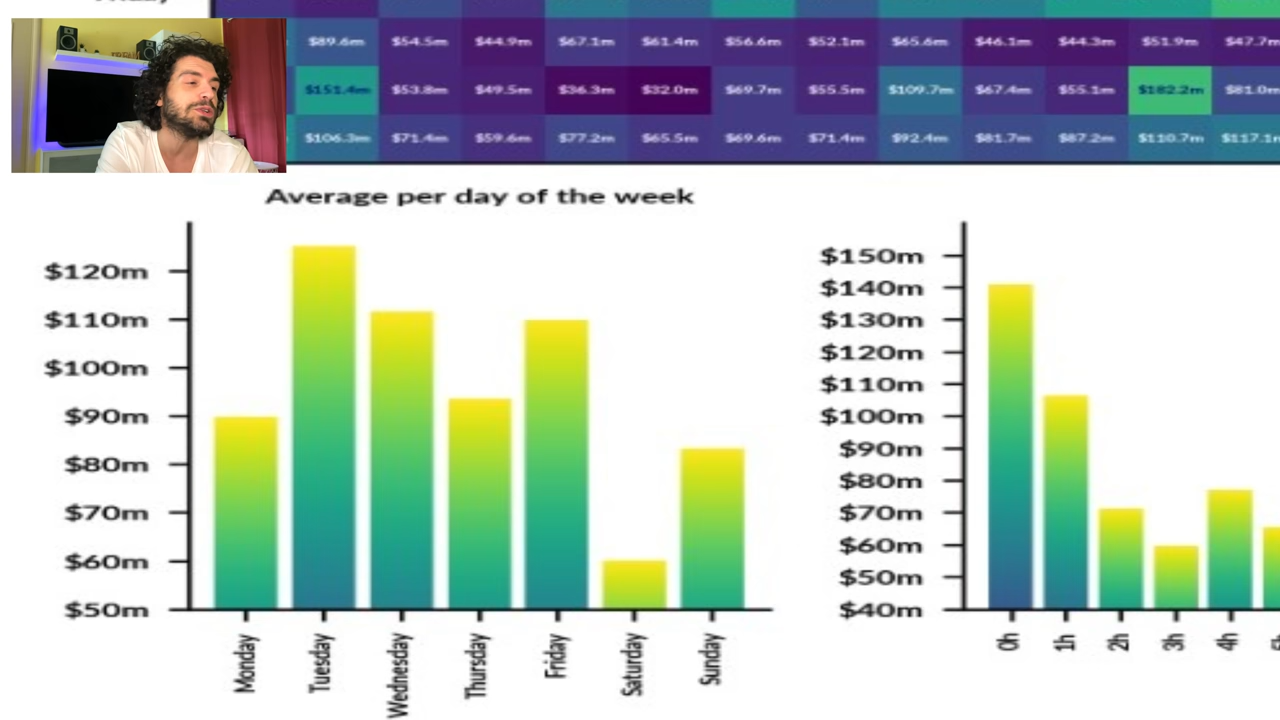 $89.6m $54.5m $44.9m $67.1m $61.4m $56.6m $52.1m $65.6m $46.1m $44.3m $51.9m $47.7m
$151.4m $53.8m $49.5m $36.3m $32.0m $69.7m $55.5m $109.7m $67.4m $55.1m $182.2m $81.0m
$106.3m $71.4m $59.6m $77.2m $65.5m $69.6m $71.4m $92.4m $81.7m $87.2m $110.7m $117.1m
Average per day of the week
$120m
$110m
$100m
$90m
$80m
$70m
$60m
$50m
Monday
Tuesday
Wednesday
Thursday
Friday
Saturday
Sunday
$150m
$140m
$130m
$120m
$110m
$100m
$90m
$80m
$70m
$60m
$50m
$40m
0h
1h
2h
3h
4h